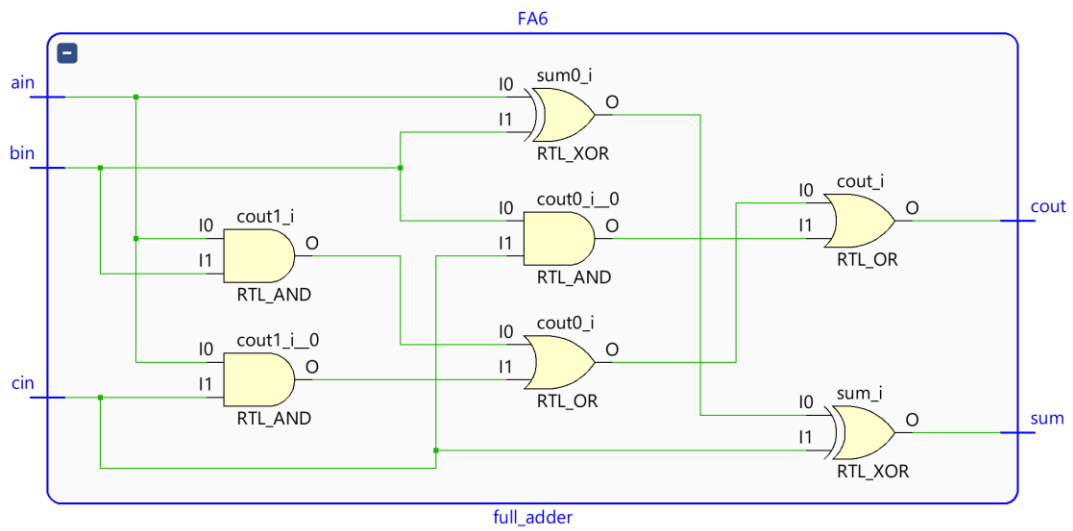 FA6
ain
bin
cin
sum0_i
I0
I1
O
RTL_XOR
cout1_i
I0
I1
O
RTL_AND
cout0_i__0
I0
I1
O
RTL_AND
cout_i
I0
I1
O
RTL_OR
cout
cout1_i__0
I0
I1
O
RTL_AND
cout0_i
I0
I1
O
RTL_OR
sum_i
I0
I1
O
RTL_XOR
sum
full_adder